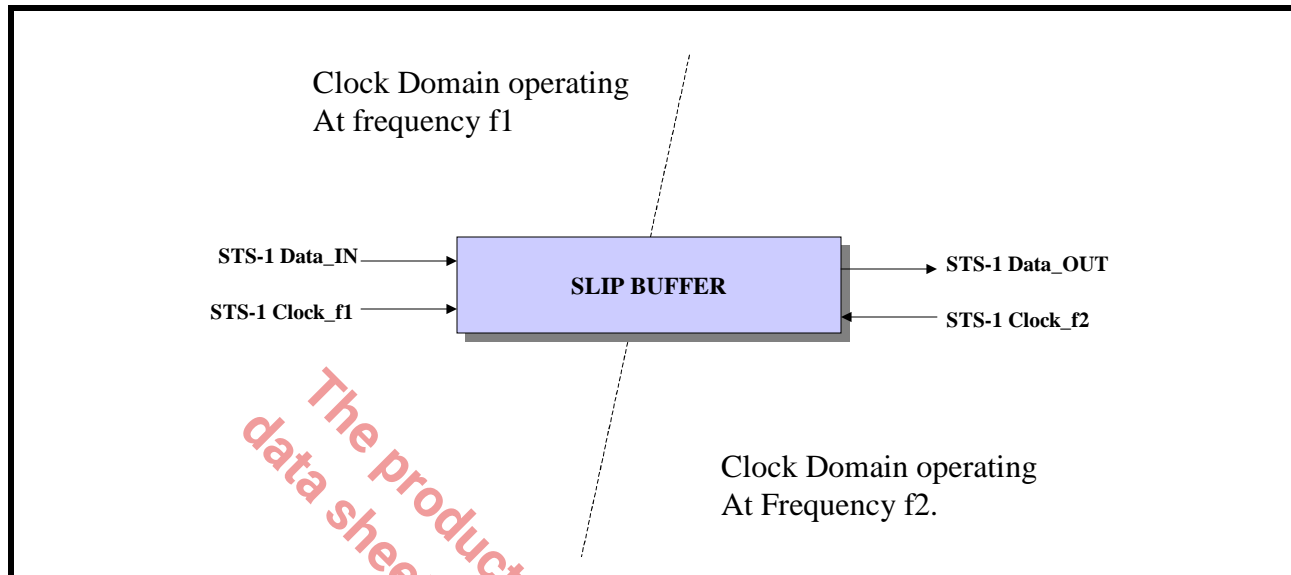 Clock Domain operating
At frequency f1
STS-1 Data_IN
STS-1 Clock_f1
SLIP BUFFER
STS-1 Data_OUT
STS-1 Clock_f2
Clock Domain operating
At Frequency f2.
The product
data shee